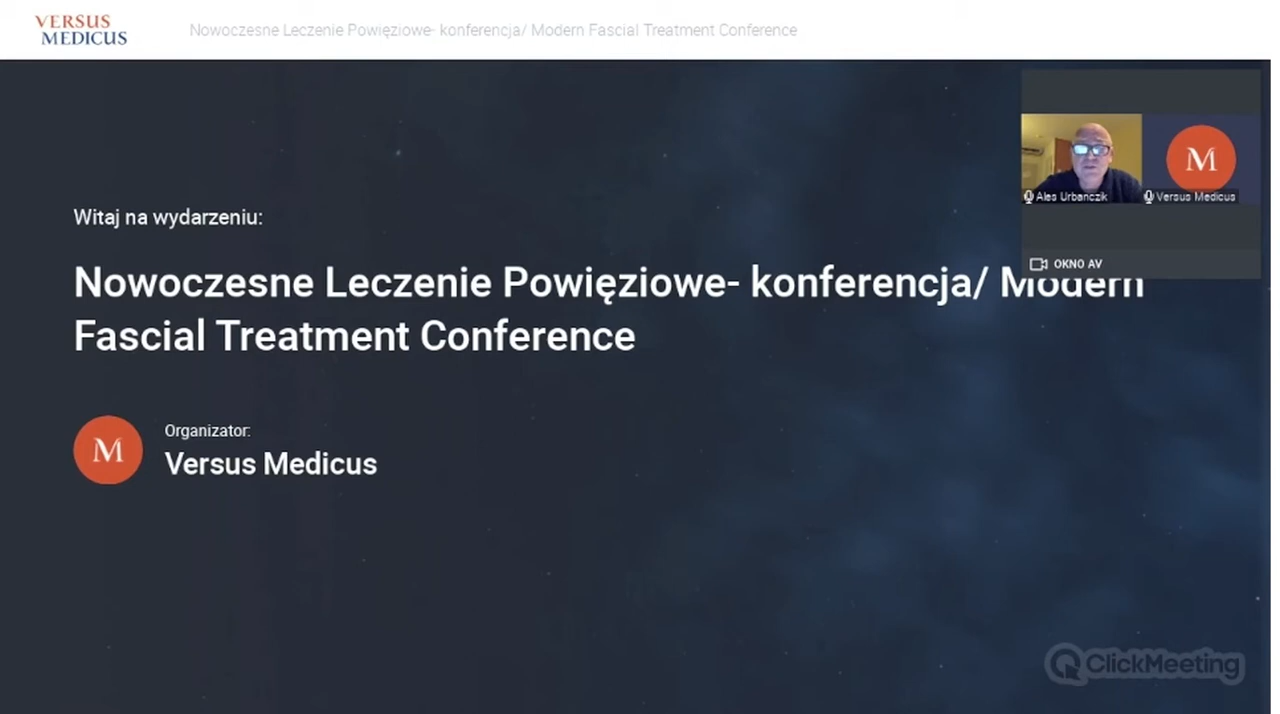 VERSUS
MEDICUS
Nowoczesne Leczenie Powięziowe- konferencja/ Modern Fascial Treatment Conference
Witaj na wydarzeniu:
Nowoczesne Leczenie Powięziowe- konferencja/ Modern
Fascial Treatment Conference
M
Ales Urbanczik
Versus Medicus
OKNO AV
M
Organizator:
Versus Medicus
ClickMeeting